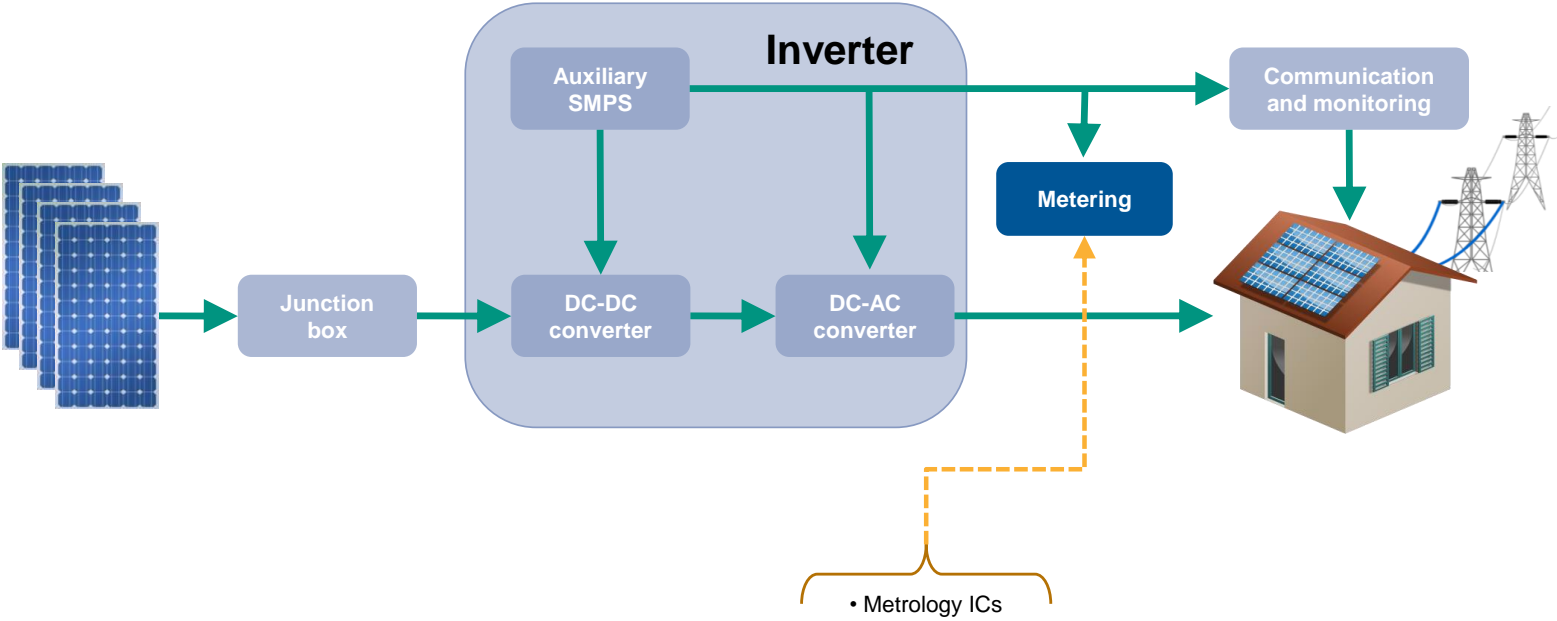 Inverter
Auxiliary
SMPS
Communication
and monitoring
Metering
Junction
box
DC-DC
converter
DC-AC
converter
• Metrology ICs